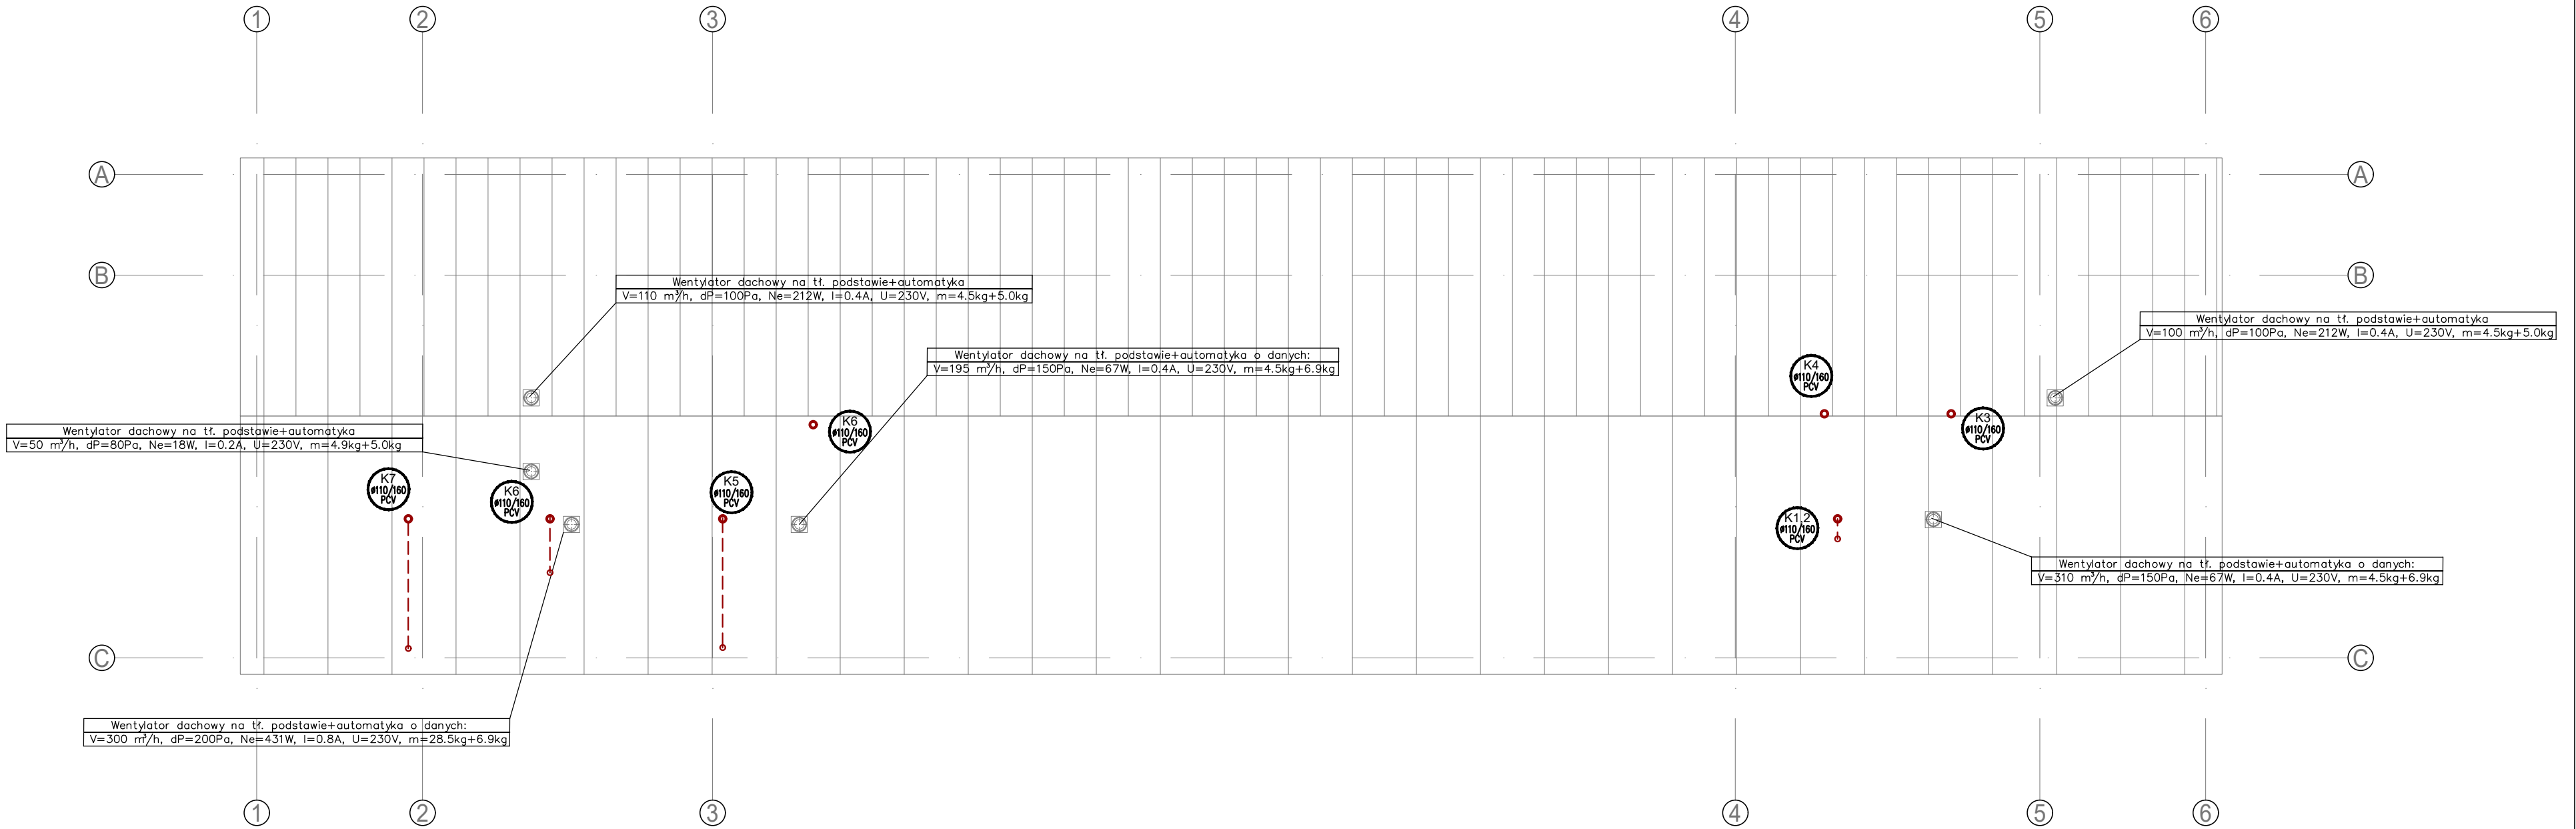 1 2 3 4 5 6
A A
B B
Wentylator dachowy na tł. podstawie+automatyka
V=110 m³/h, dP=100Pa, Ne=212W, I=0.4A, U=230V, m=4.5kg+5.0kg
Wentylator dachowy na tł. podstawie+automatyka
V=100 m³/h, dP=100Pa, Ne=212W, I=0.4A, U=230V, m=4.5kg+5.0kg
Wentylator dachowy na tł. podstawie+automatyka o danych:
V=195 m³/h, dP=150Pa, Ne=67W, I=0.4A, U=230V, m=4.5kg+6.9kg
K4
ø110/160
PCV
Wentylator dachowy na tł. podstawie+automatyka
V=50 m³/h, dP=80Pa, Ne=18W, I=0.2A, U=230V, m=4.9kg+5.0kg
K6
ø110/160
PCV
K3
ø110/160
PCV
K7
ø110/160
PCV
K6
ø110/160
PCV
K5
ø110/160
PCV
K1,2
ø110/160
PCV
Wentylator dachowy na tł. podstawie+automatyka o danych:
V=310 m³/h, dP=150Pa, Ne=67W, I=0.4A, U=230V, m=4.5kg+6.9kg
C C
Wentylator dachowy na tł. podstawie+automatyka o danych:
V=300 m³/h, dP=200Pa, Ne=431W, I=0.8A, U=230V, m=28.5kg+6.9kg
1 2 3 4 5 6